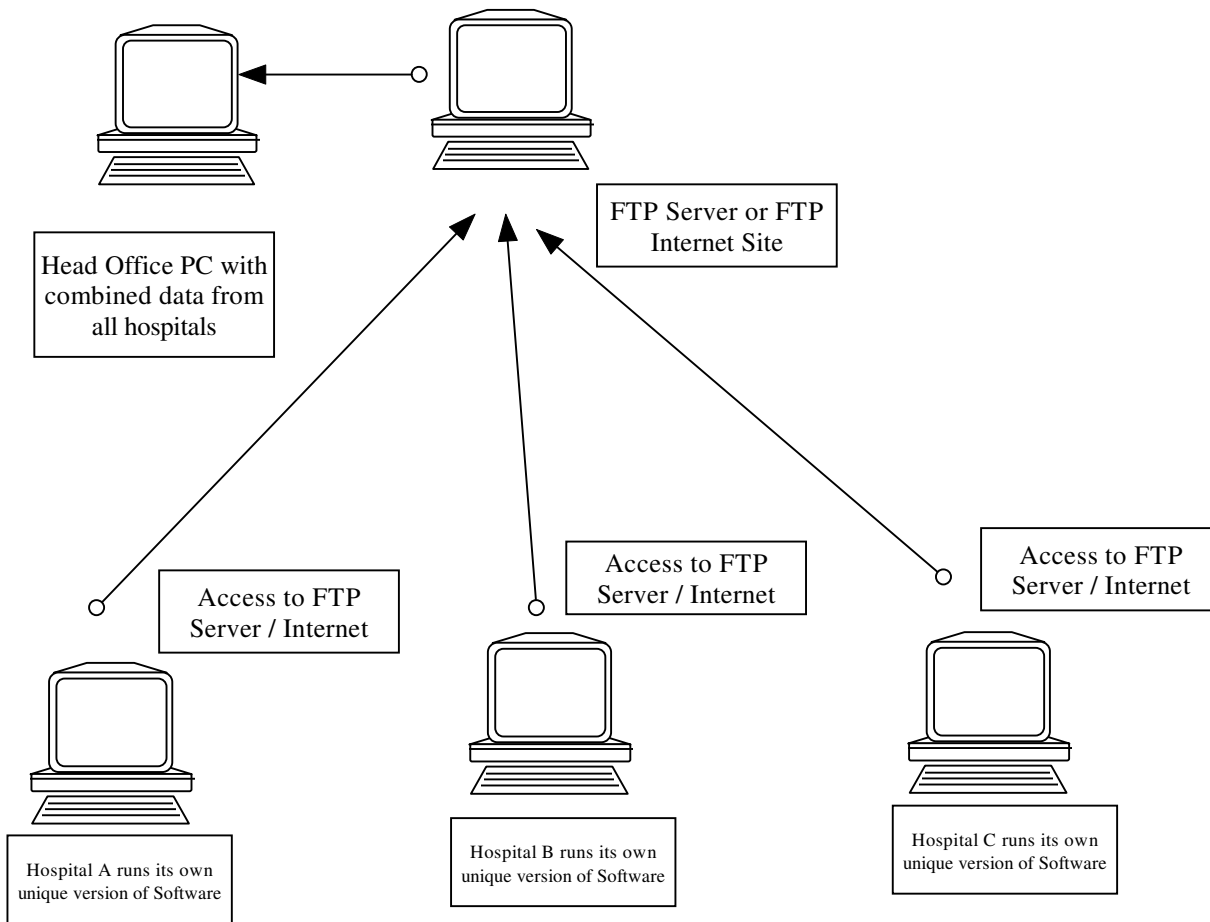 FTP Server or FTP
Internet Site
Head Office PC with
combined data from
all hospitals
Access to FTP
Server / Internet
Access to FTP
Server / Internet
Access to FTP
Server / Internet
Hospital A runs its own
unique version of Software
Hospital B runs its own
unique version of Software
Hospital C runs its own
unique version of Software